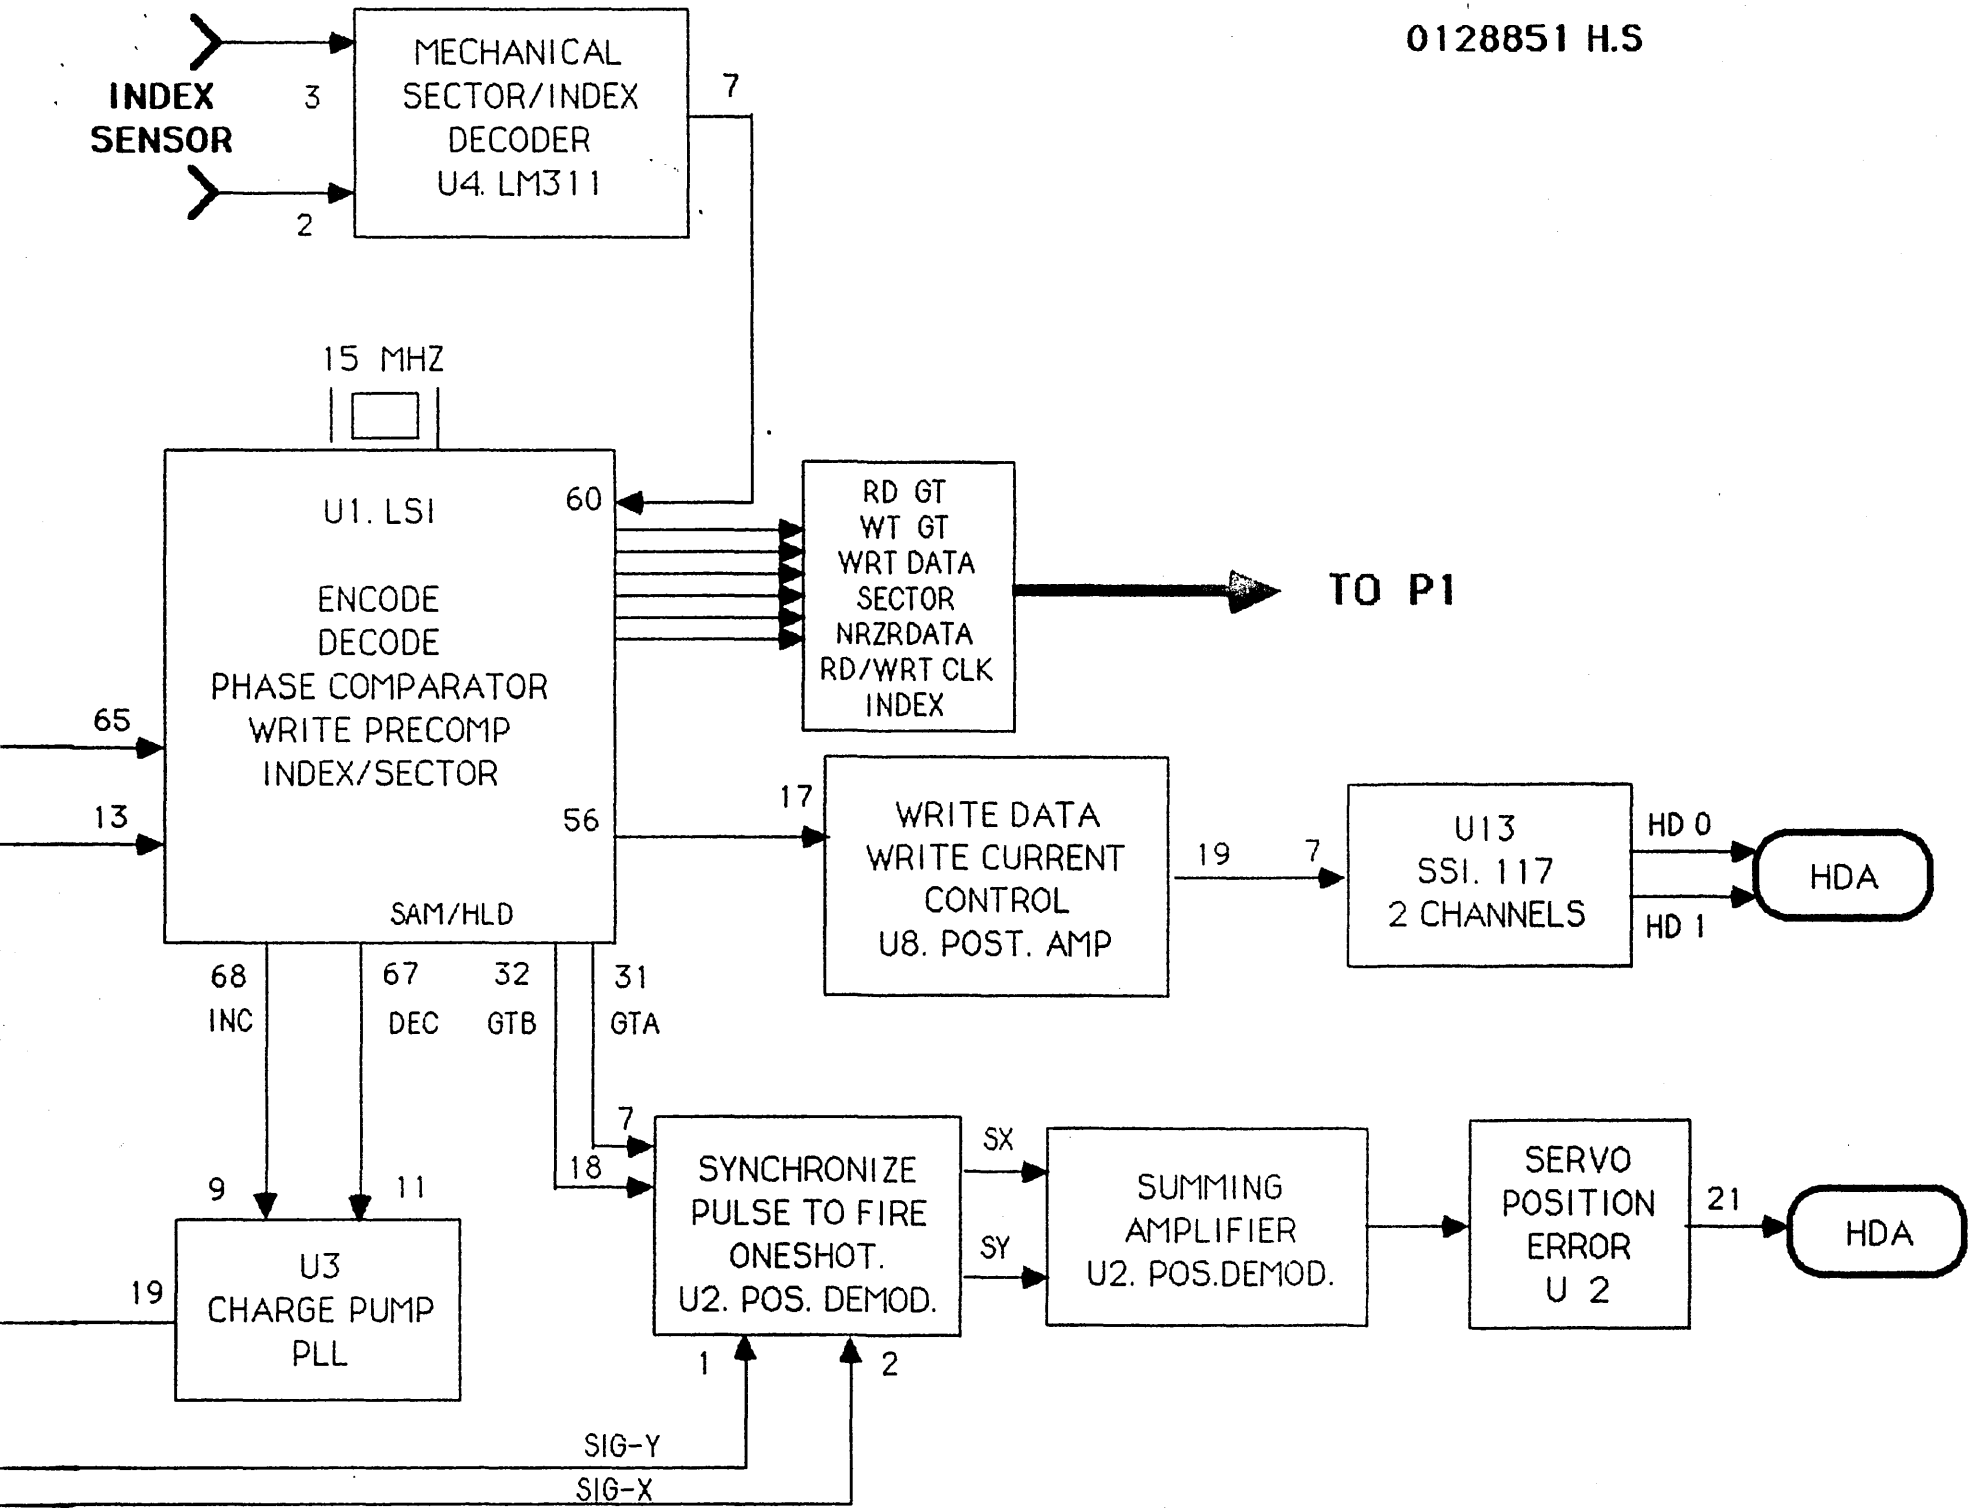 0128851 H.S
INDEX
SENSOR
3
2
MECHANICAL
SECTOR/INDEX
DECODER
U4. LM311
7
15 MHZ
U1. LSI
60
ENCODE
DECODE
PHASE COMPARATOR
WRITE PRECOMP
INDEX/SECTOR
65
13
56
SAM/HLD
RD GT
WT GT
WRT DATA
SECTOR
NRZRDATA
RD/WRT CLK
INDEX
TO P1
17
WRITE DATA
WRITE CURRENT
CONTROL
U8. POST. AMP
19
7
U13
SSI. 117
2 CHANNELS
HD 0
HD 1
HDA
68
INC
67
DEC
32
GTB
31
GTA
9
11
U3
CHARGE PUMP
PLL
19
7
18
SYNCHRONIZE
PULSE TO FIRE
ONESHOT.
U2. POS. DEMOD.
1
2
SX
SY
SUMMING
AMPLIFIER
U2. POS.DEMOD.
SERVO
POSITION
ERROR
U 2
21
HDA
SIG-Y
SIG-X